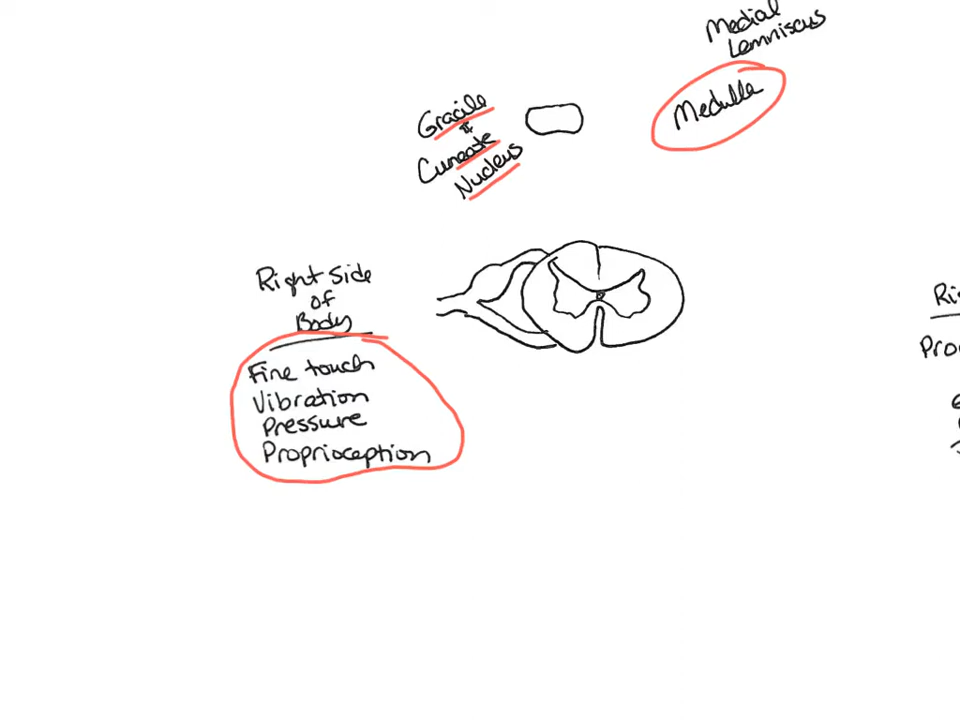 Medial
Lemniscus
Medulla
Gracile
&
Cuneate
Nucleus
Right Side
of
Body
Fine touch
Vibration
Pressure
Proprioception